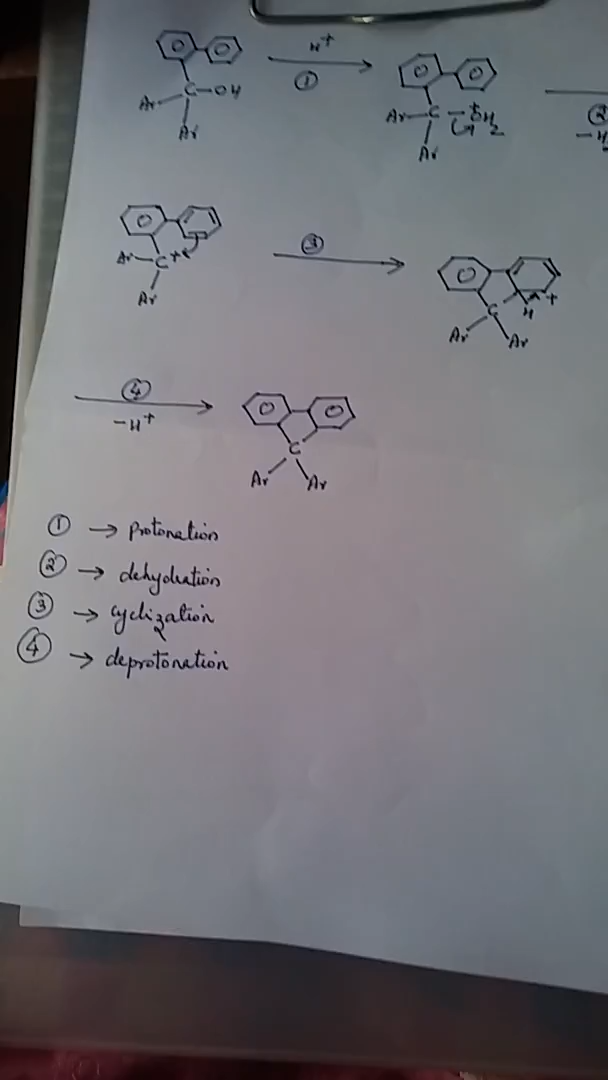 H⁺
①
C-OH
Ar
Ar
Ar-C-⁺OH₂
Ar
②
Ar-C⁺
Ar
③
C
H
+
Ar Ar
④
-H⁺
C
Ar Ar
① → Protonation
② → dehydration
③ → cyclization
④ → deprotonation